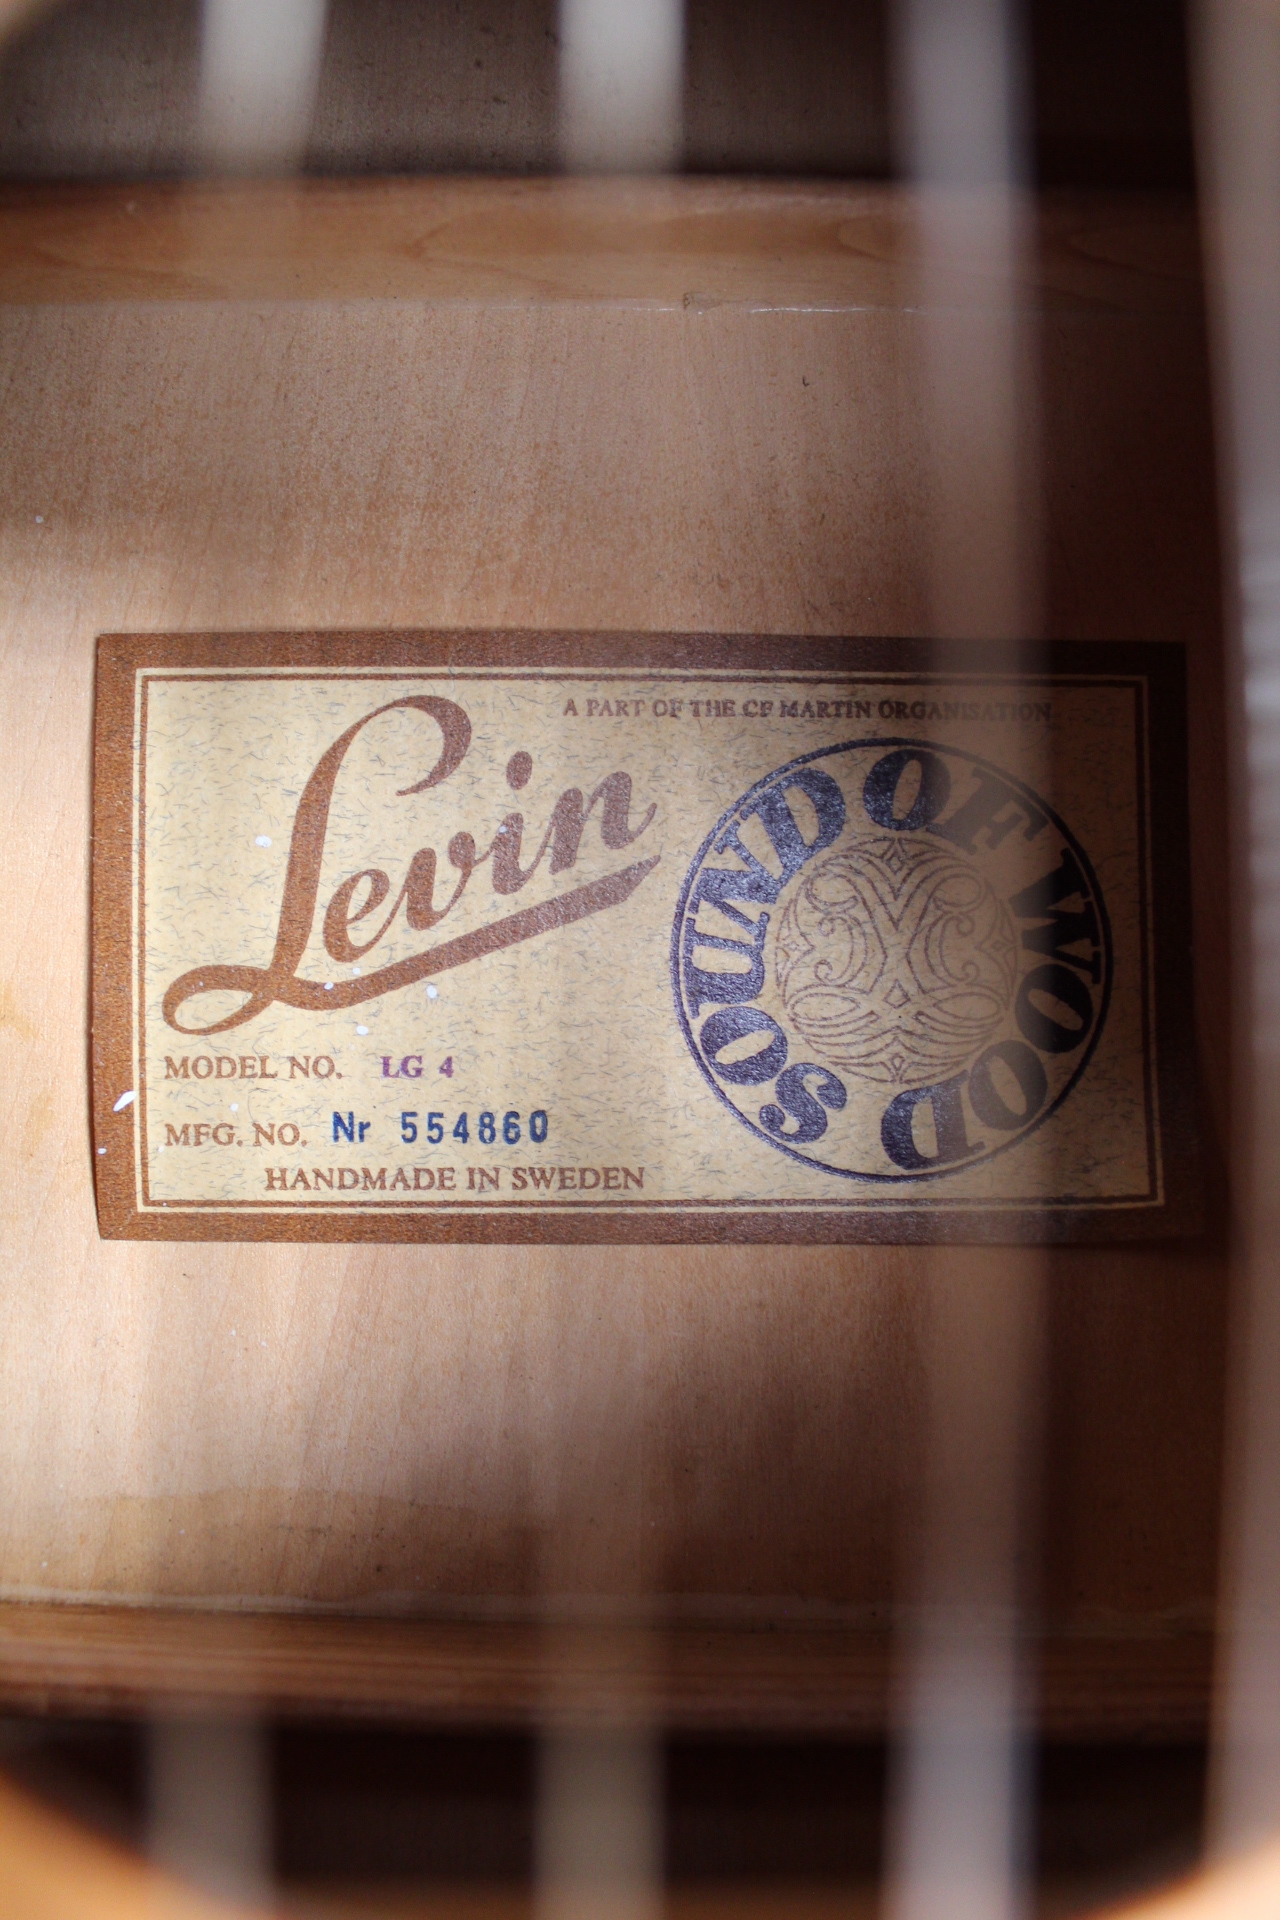 A PART OF THE CF MARTIN ORGANISATION
Levin
SOUND OF WOOD
MODEL NO. LG 4
MFG. NO. Nr 554860
HANDMADE IN SWEDEN